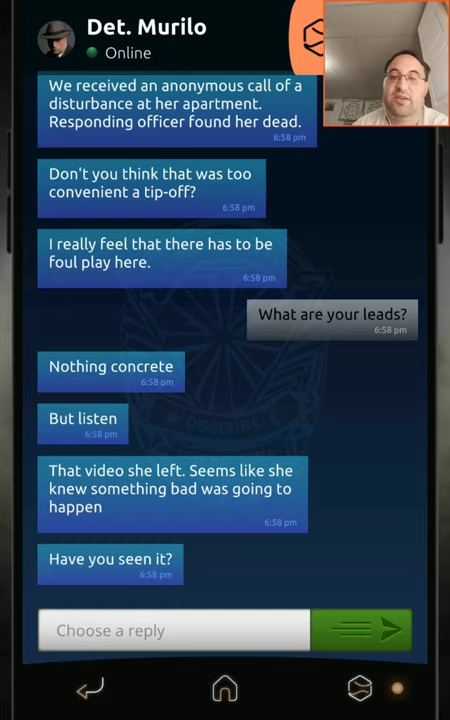 Det. Murilo
Online
We received an anonymous call of a
disturbance at her apartment.
Responding officer found her dead.
6:58 pm
Don't you think that was too
convenient a tip-off?
6:58 pm
I really feel that there has to be
foul play here.
6:58 pm
What are your leads?
6:58 pm
Nothing concrete
6:58 pm
But listen
6:58 pm
OBSCURE
That video she left. Seems like she
knew something bad was going to
happen
6:58 pm
Have you seen it?
6:58 pm
Choose a reply